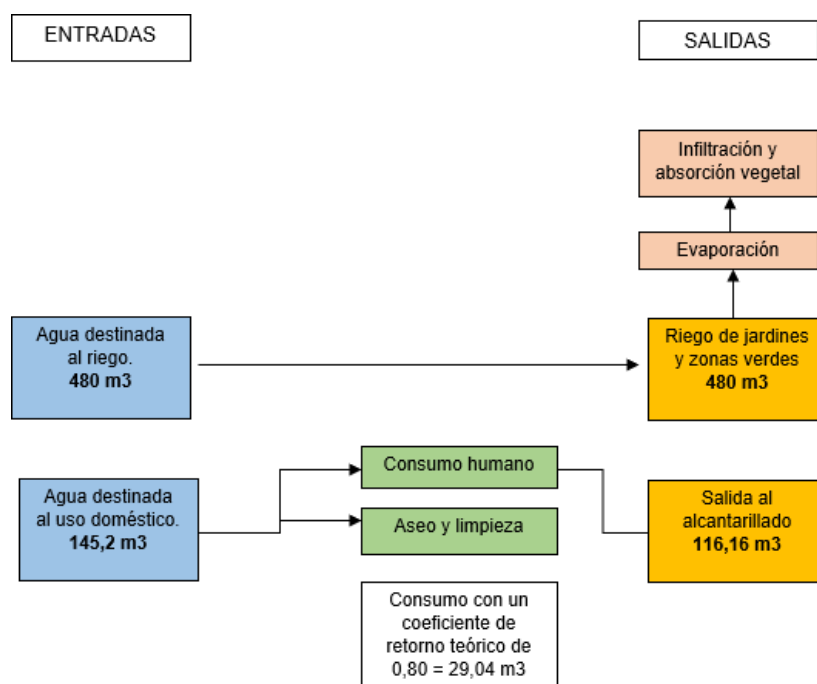 ENTRADAS
SALIDAS
Infiltración y
absorción vegetal
Evaporación
Agua destinada
al riego.
480 m3
Riego de jardines
y zonas verdes
480 m3
Consumo humano
Agua destinada
al uso doméstico.
145,2 m3
Aseo y limpieza
Salida al
alcantarillado
116,16 m3
Consumo con un
coeficiente de
retorno teórico de
0,80 = 29,04 m3